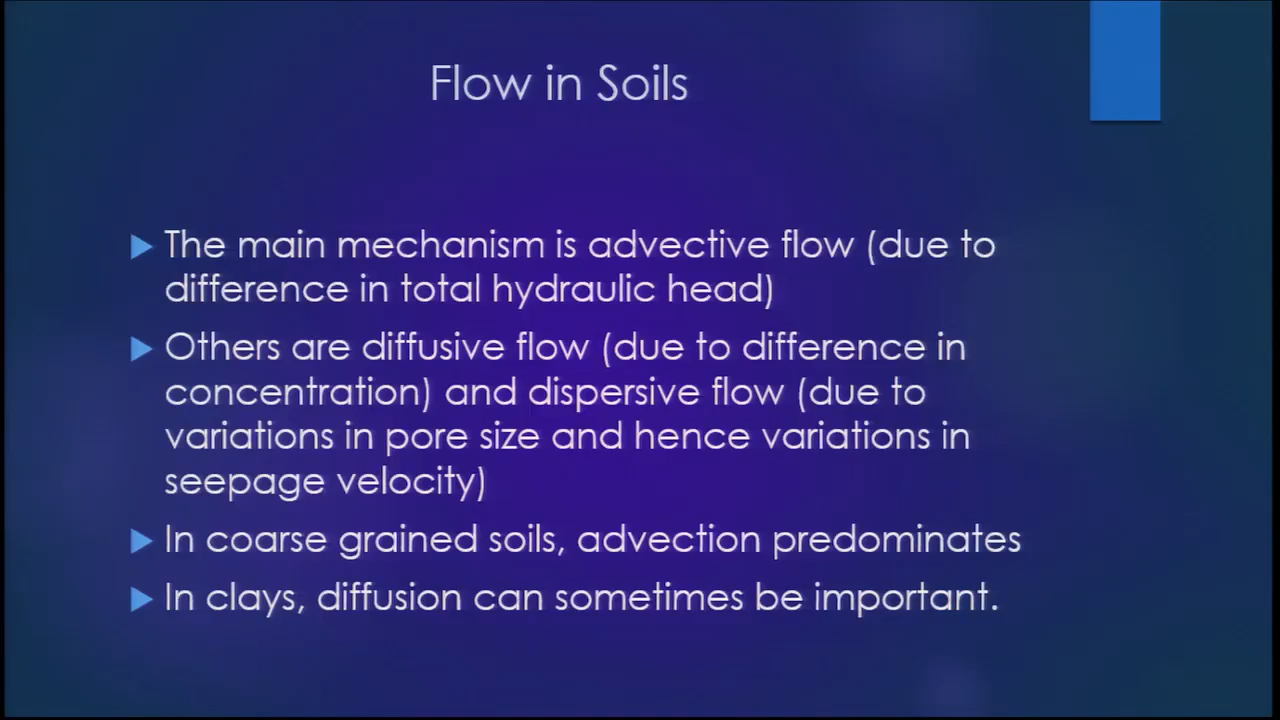 Flow in Soils
The main mechanism is advective flow (due to
difference in total hydraulic head)
Others are diffusive flow (due to difference in
concentration) and dispersive flow (due to
variations in pore size and hence variations in
seepage velocity)
In coarse grained soils, advection predominates
In clays, diffusion can sometimes be important.